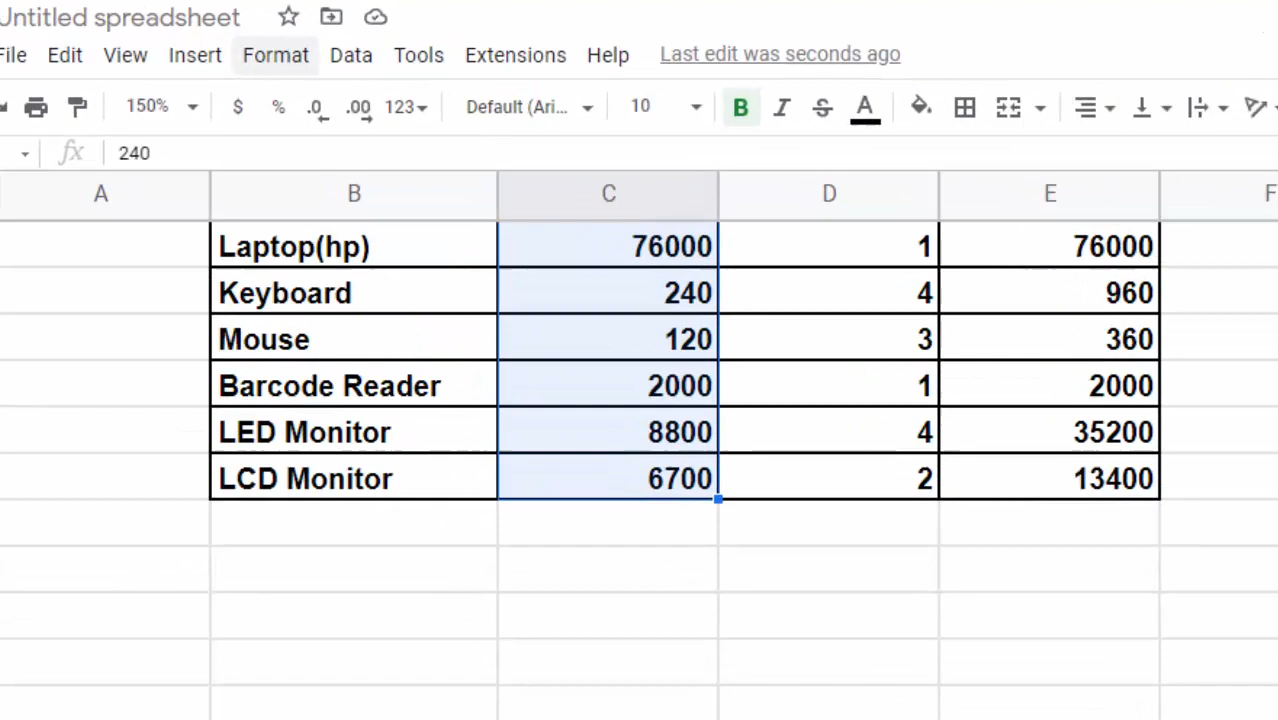 Untitled spreadsheet
File Edit View Insert Format Data Tools Extensions Help Last edit was seconds ago
150% $ % .0 .00 123 Default (Ari... 10 B I S A
fx 240
A B C D E F
Laptop(hp) 76000 1 76000
Keyboard 240 4 960
Mouse 120 3 360
Barcode Reader 2000 1 2000
LED Monitor 8800 4 35200
LCD Monitor 6700 2 13400